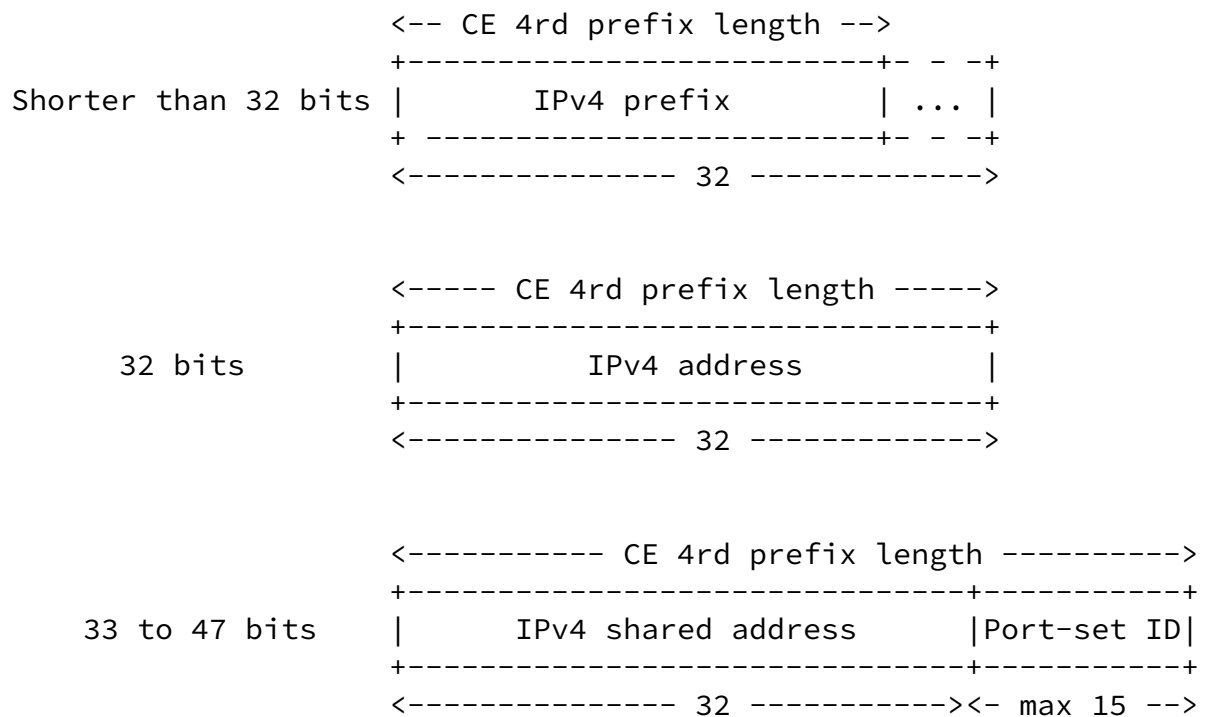 <-- CE 4rd prefix length -->
+--------------------------+- - -+
Shorter than 32 bits |       IPv4 prefix        | ... |
+ -------------------------+- - -+
<--------------- 32 ------------->
<----- CE 4rd prefix length ----->
+--------------------------------+
32 bits        |          IPv4 address          |
+--------------------------------+
<--------------- 32 ------------->
<----------- CE 4rd prefix length ---------->
+-------------------------------+-----------+
33 to 47 bits    |      IPv4 shared address      |Port-set ID|
+-------------------------------+-----------+
<--------------- 32 -----------><- max 15 -->